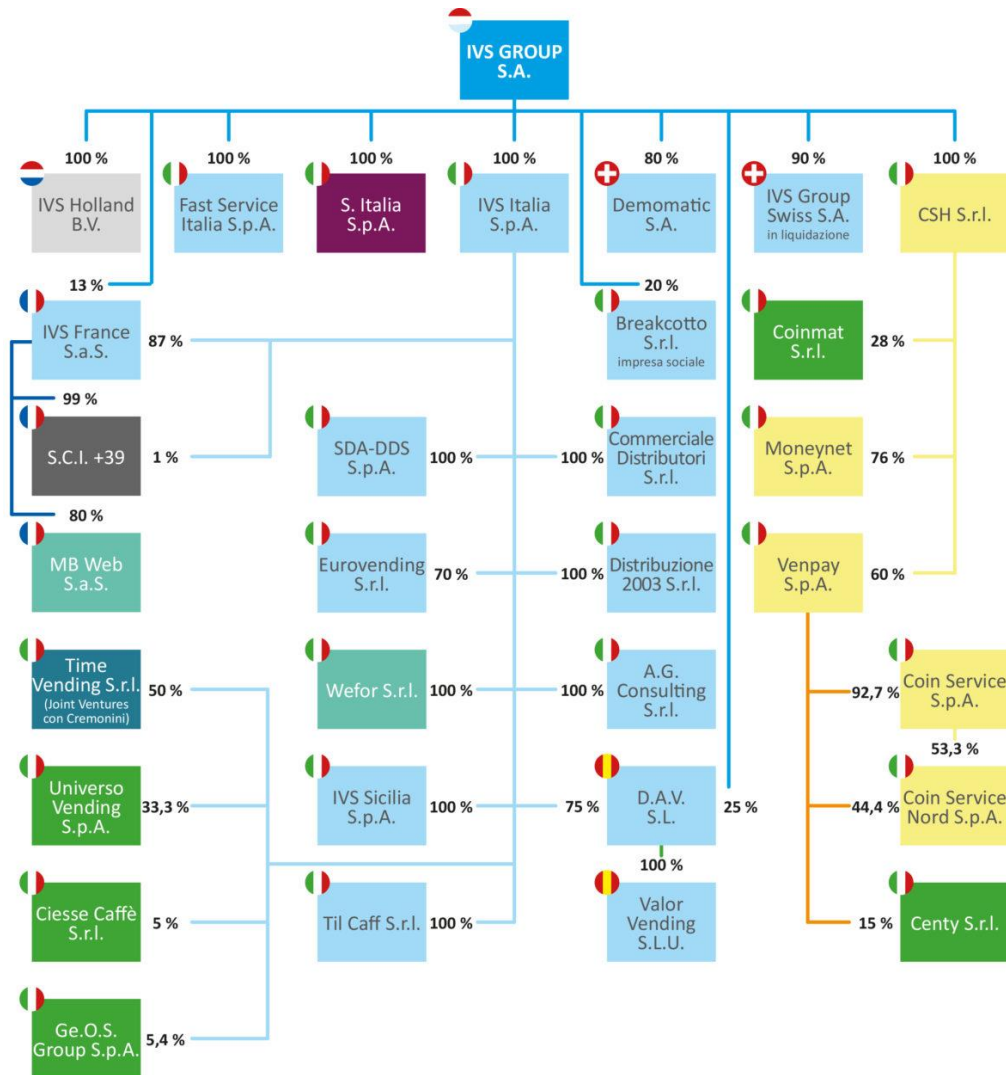 IVS GROUP
S.A.
100 %
100 %
100 %
100 %
80 %
90 %
100 %
IVS Holland
B.V.
Fast Service
Italia S.p.A.
S. Italia
S.p.A.
IVS Italia
S.p.A.
Demomatic
S.A.
IVS Group
Swiss S.A.
in liquidazione
CSH S.r.l.
13 %
20 %
IVS France
S.a.S.
87 %
Breakcotto
S.r.l.
impresa sociale
Coinmat
S.r.l.
28 %
99 %
S.C.I. +39
1 %
SDA-DDS
S.p.A.
100 %
100 %
Commerciale
Distributori
S.r.l.
Moneynet
S.p.A.
76 %
80 %
MB Web
S.a.S.
Eurovending
S.r.l.
70 %
100 %
Distribuzione
2003 S.r.l.
Venpay
S.p.A.
60 %
Time
Vending S.r.l.
(Joint Ventures
con Cremonini)
50 %
Wefor S.r.l.
100 %
100 %
A.G.
Consulting
S.r.l.
92,7 %
Coin Service
S.p.A.
53,3 %
Universo
Vending
S.p.A.
33,3 %
IVS Sicilia
S.p.A.
100 %
75 %
D.A.V.
S.L.
25 %
44,4 %
Coin Service
Nord S.p.A.
100 %
Ciesse Caffè
S.r.l.
5 %
Til Caff S.r.l.
100 %
Valor
Vending
S.L.U.
15 %
Centy S.r.l.
Ge.O.S.
Group S.p.A.
5,4 %